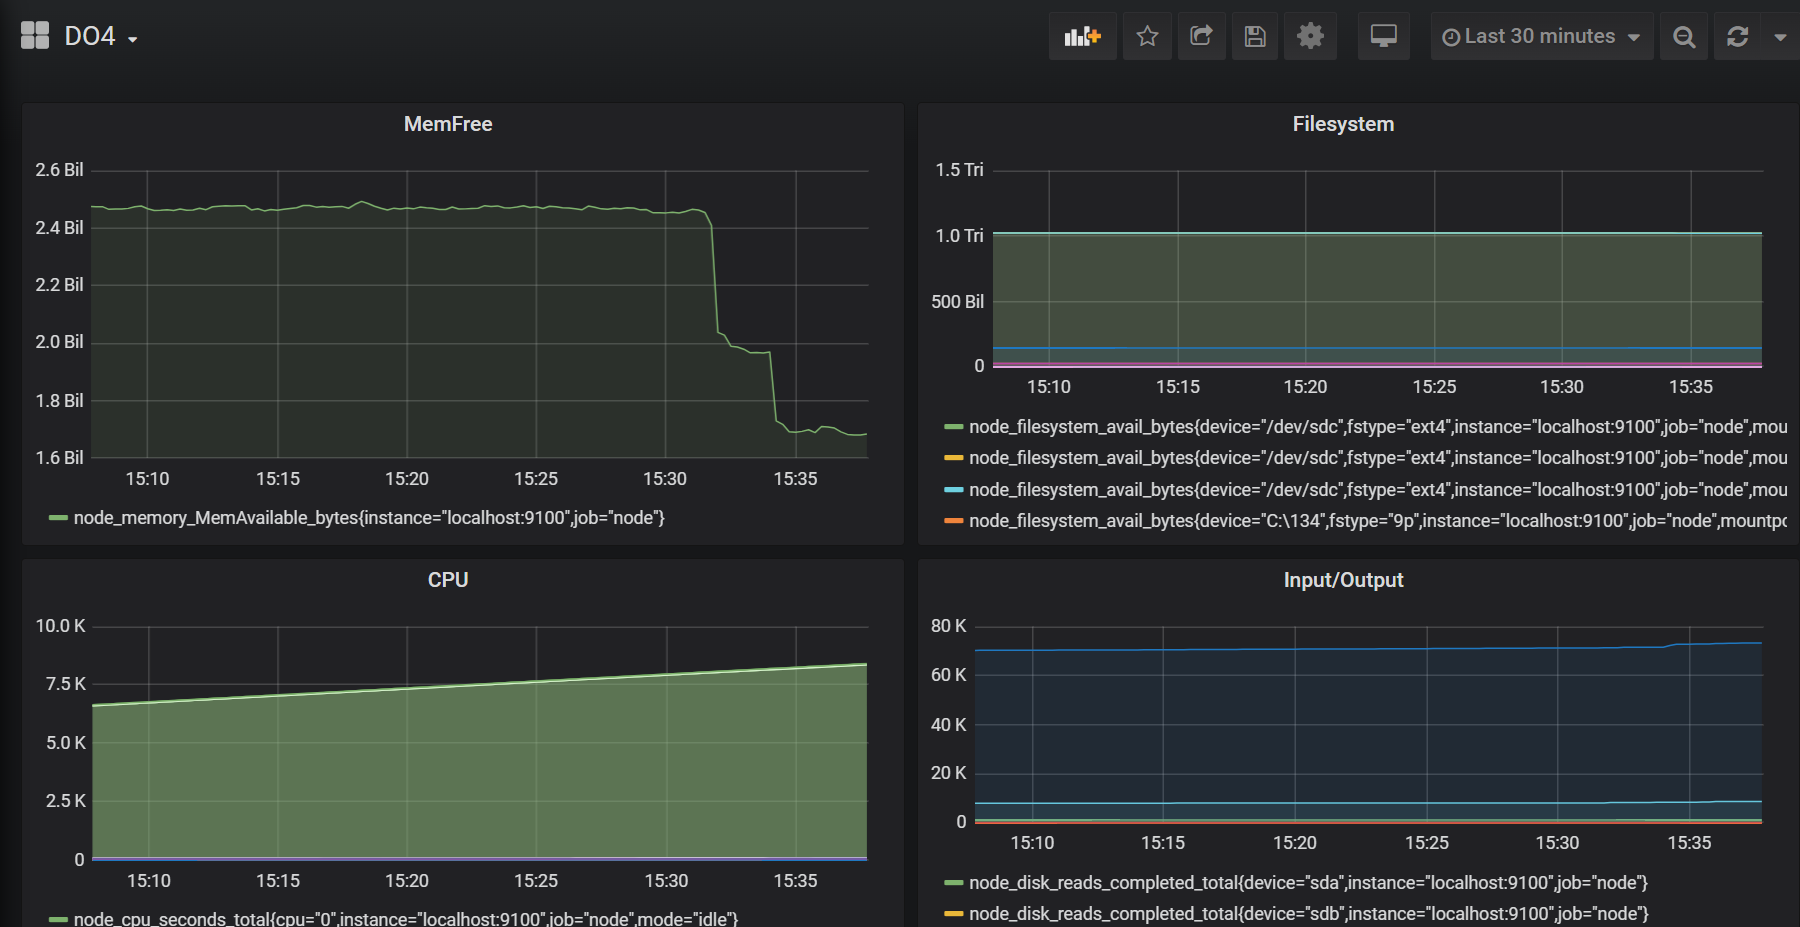 DO4
Last 30 minutes
MemFree
2.6 Bil
2.4 Bil
2.2 Bil
2.0 Bil
1.8 Bil
1.6 Bil
15:10 15:15 15:20 15:25 15:30 15:35
node_memory_MemAvailable_bytes{instance="localhost:9100",job="node"}
Filesystem
1.5 Tri
1.0 Tri
500 Bil
0
15:10 15:15 15:20 15:25 15:30 15:35
node_filesystem_avail_bytes{device="/dev/sdc",fstype="ext4",instance="localhost:9100",job="node",mou
node_filesystem_avail_bytes{device="/dev/sdc",fstype="ext4",instance="localhost:9100",job="node",mou
node_filesystem_avail_bytes{device="/dev/sdc",fstype="ext4",instance="localhost:9100",job="node",mou
node_filesystem_avail_bytes{device="C:\134",fstype="9p",instance="localhost:9100",job="node",mountpo
CPU
10.0 K
7.5 K
5.0 K
2.5 K
0
15:10 15:15 15:20 15:25 15:30 15:35
node_cpu_seconds_total{cpu="0",instance="localhost:9100",job="node",mode="idle"}
Input/Output
80 K
60 K
40 K
20 K
0
15:10 15:15 15:20 15:25 15:30 15:35
node_disk_reads_completed_total{device="sda",instance="localhost:9100",job="node"}
node_disk_reads_completed_total{device="sdb",instance="localhost:9100",job="node"}